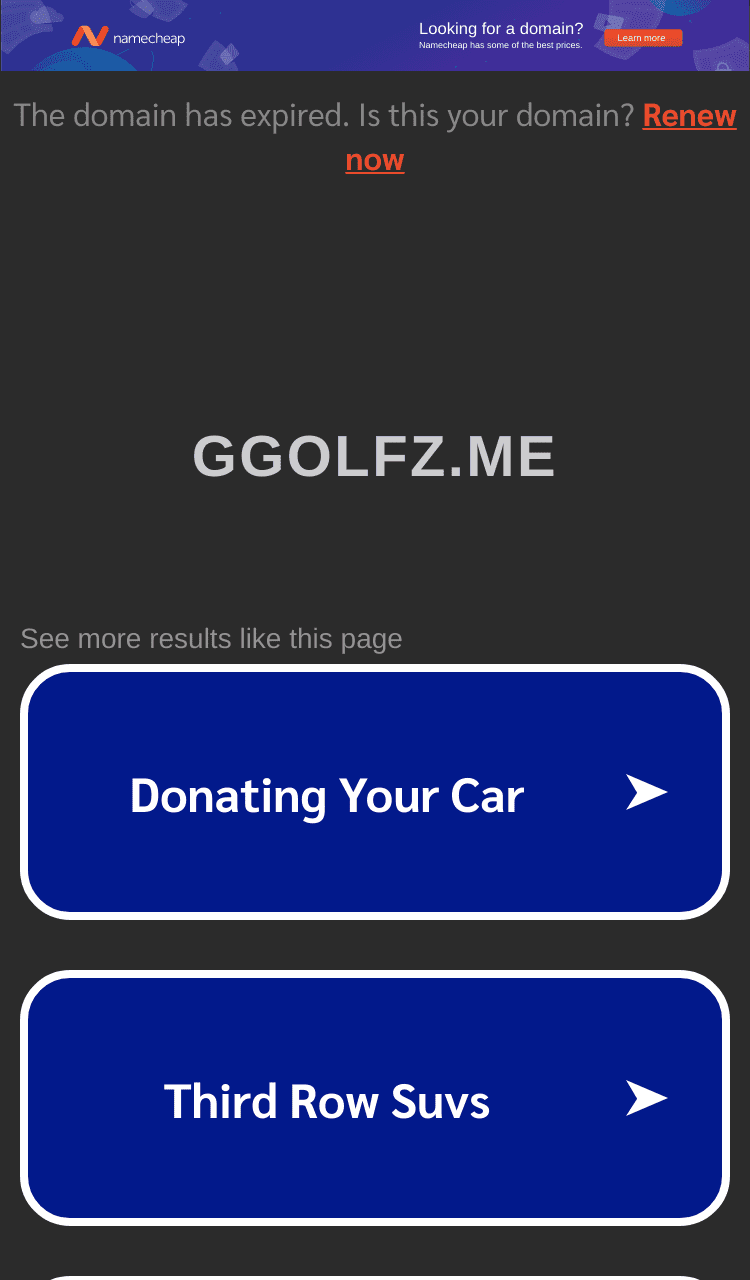 namecheap
Looking for a domain?
Namecheap has some of the best prices.
Learn more
The domain has expired. Is this your domain? Renew
now
GGOLFZ.ME
See more results like this page
Donating Your Car
Third Row Suvs